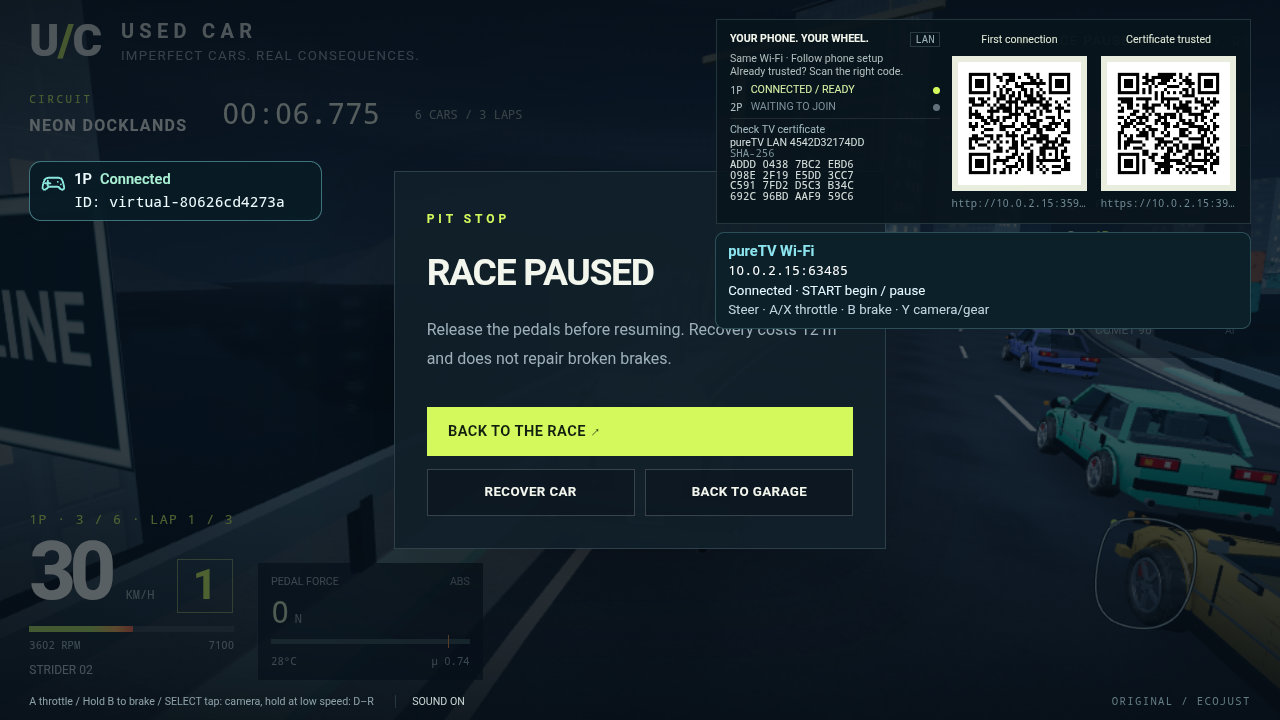 U/C USED CAR
IMPERFECT CARS. REAL CONSEQUENCES.
CIRCUIT
NEON DOCKLANDS
00:06.775
6 CARS / 3 LAPS
1P Connected
ID: virtual-80626cd4273a
YOUR PHONE. YOUR WHEEL.
LAN
Same Wi-Fi · Follow phone setup
Already trusted? Scan the right code.
1P CONNECTED / READY
2P WAITING TO JOIN
Check TV certificate
pureTV LAN 4542D32174DD
SHA-256
ADDD 0438 7BC2 EBD6
098E 2F19 E5DD 3CC7
C591 7FD2 D5C3 B34C
692C 96BD AAF9 59C6
First connection
http://10.0.2.15:359…
Certificate trusted
https://10.0.2.15:39…
pureTV Wi-Fi
10.0.2.15:63485
Connected · START begin / pause
Steer · A/X throttle · B brake · Y camera/gear
6 COMET 90 AI
LINE
PIT STOP
RACE PAUSED
Release the pedals before resuming. Recovery costs 12 m
and does not repair broken brakes.
BACK TO THE RACE ↗
RECOVER CAR
BACK TO GARAGE
1P · 3 / 6 · LAP 1 / 3
30 KM/H
1
3602 RPM
7100
STRIDER 02
PEDAL FORCE
ABS
0 N
28°C
μ 0.74
A throttle / Hold B to brake / SELECT tap: camera, hold at low speed: D–R
SOUND ON
ORIGINAL / ECOJUST